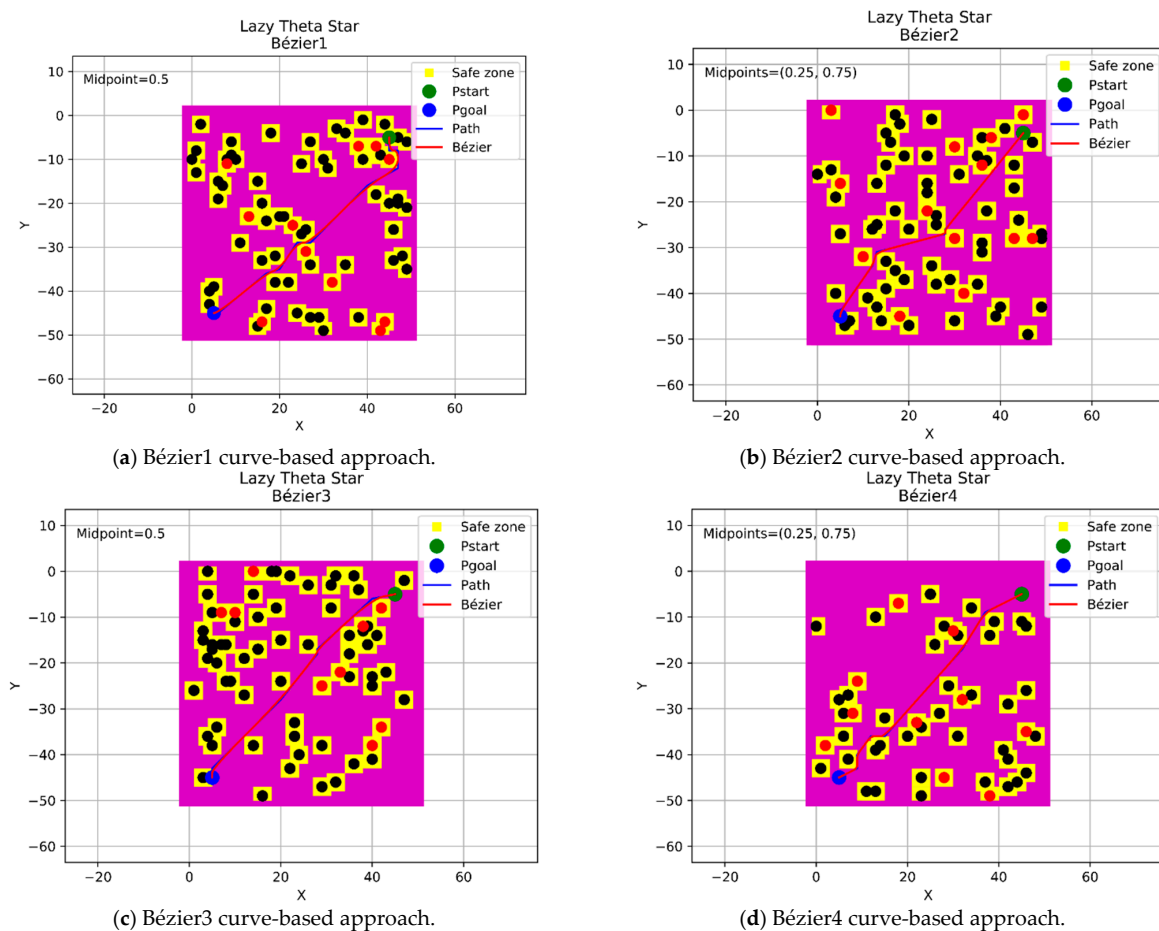 Lazy Theta Star
Bézier1
Midpoint=0.5
Safe zone
Pstart
Pgoal
Path
Bézier
10
0
−10
−20
−30
−40
−50
−60
Y
−20
0
20
40
60
X
(a) Bézier1 curve-based approach.
Lazy Theta Star
Bézier2
Midpoints=(0.25, 0.75)
Safe zone
Pstart
Pgoal
Path
Bézier
10
0
−10
−20
−30
−40
−50
−60
Y
−20
0
20
40
60
X
(b) Bézier2 curve-based approach.
Lazy Theta Star
Bézier3
Midpoint=0.5
Safe zone
Pstart
Pgoal
Path
Bézier
10
0
−10
−20
−30
−40
−50
−60
Y
−20
0
20
40
60
X
(c) Bézier3 curve-based approach.
Lazy Theta Star
Bézier4
Midpoints=(0.25, 0.75)
Safe zone
Pstart
Pgoal
Path
Bézier
10
0
−10
−20
−30
−40
−50
−60
Y
−20
0
20
40
60
X
(d) Bézier4 curve-based approach.